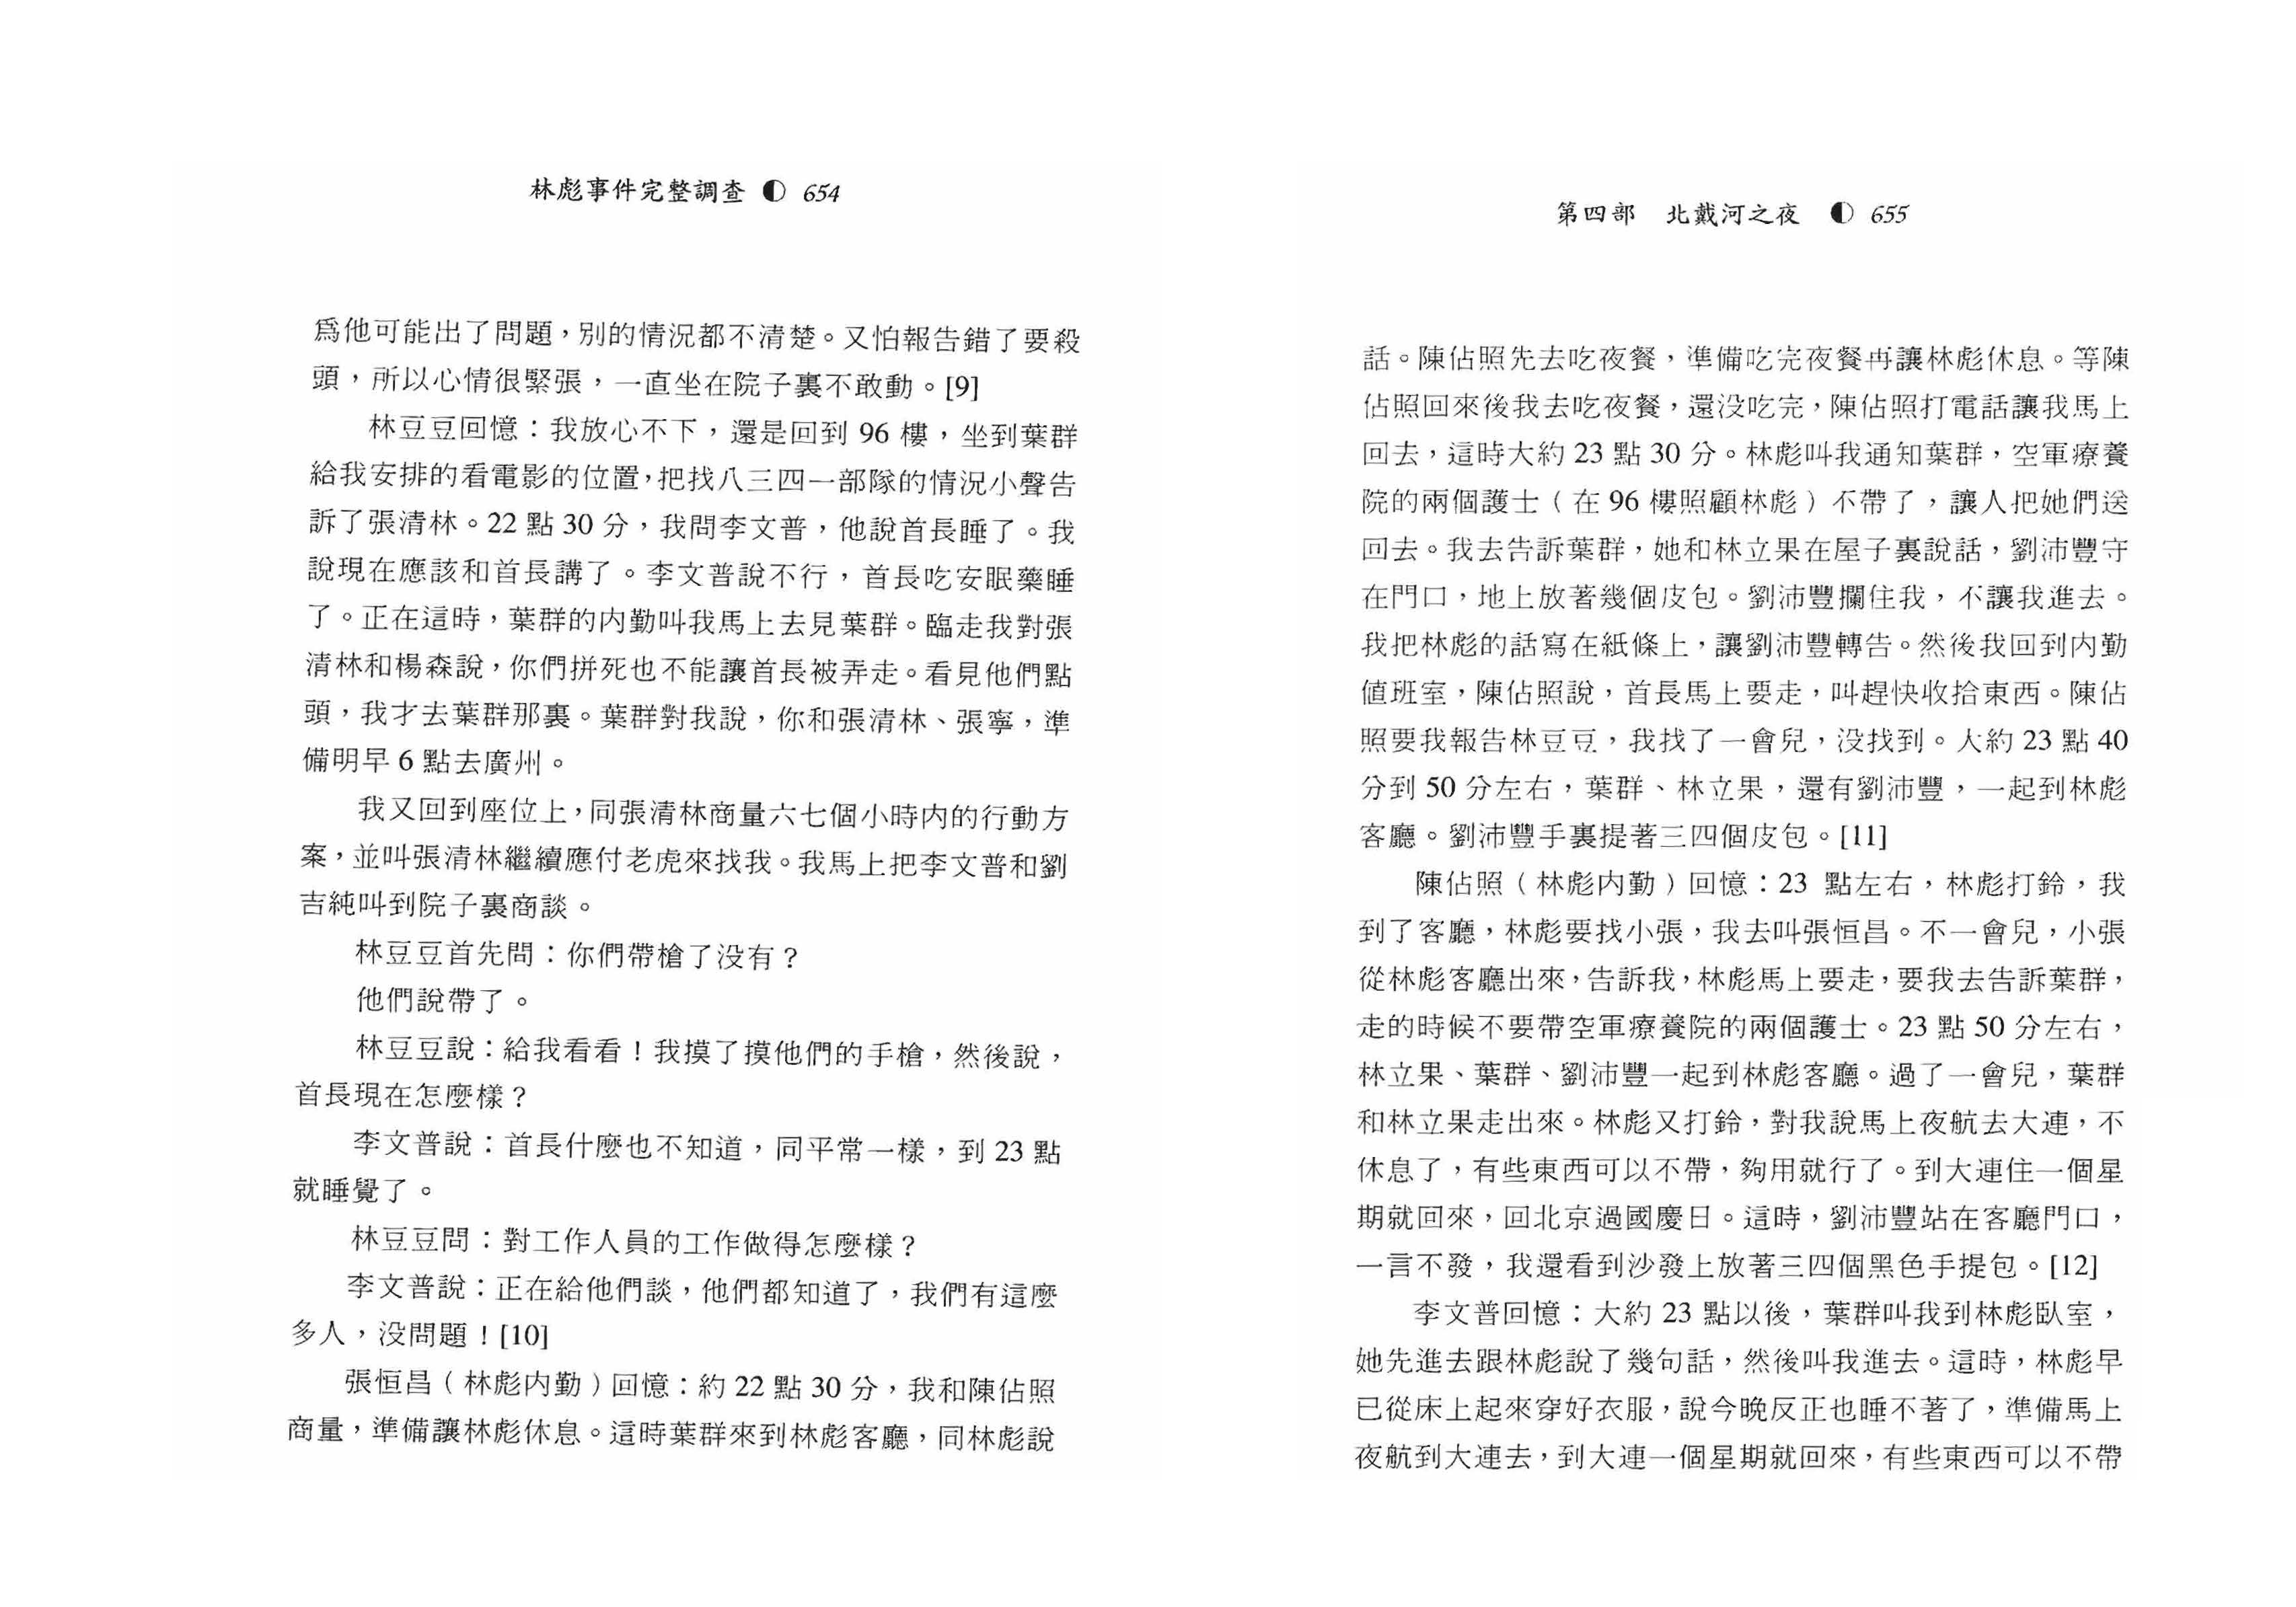 林彪事件完整調查 ◐ 654
爲他可能出了問題，別的情況都不清楚。又怕報告錯了要殺
頭，所以心情很緊張，一直坐在院子裏不敢動。[9]
林豆豆回憶：我放心不下，還是回到 96 樓，坐到葉群
給我安排的看電影的位置，把找八三四一部隊的情況小聲告
訴了張清林。22 點 30 分，我問李文普，他說首長睡了。我
說現在應該和首長講了。李文普說不行，首長吃安眠藥睡
了。正在這時，葉群的內勤叫我馬上去見葉群。臨走我對張
清林和楊森說，你們拼死也不能讓首長被弄走。看見他們點
頭，我才去葉群那裏。葉群對我說，你和張清林、張寧，準
備明早 6 點去廣州。
我又回到座位上，同張清林商量六七個小時内的行動方
案，並叫張清林繼續應付老虎來找我。我馬上把李文普和劉
吉純叫到院子裏商談。
林豆豆首先問：你們帶槍了没有？
他們說帶了。
林豆豆說：給我看看！我摸了摸他們的手槍，然後說，
首長現在怎麼樣？
李文普說：首長什麼也不知道，同平常一樣，到 23 點
就睡覺了。
林豆豆問：對工作人員的工作做得怎麼樣？
李文普說：正在給他們談，他們都知道了，我們有這麼
多人，没問題！[10]
張恒昌（林彪内勤）回憶：約 22 點 30 分，我和陳佔照
商量，準備讓林彪休息。這時葉群來到林彪客廳，同林彪說
第四部　北戴河之夜　◐ 655
話。陳佔照先去吃夜餐，準備吃完夜餐再讓林彪休息。等陳
佔照回來後我去吃夜餐，還没吃完，陳佔照打電話讓我馬上
回去，這時大約 23 點 30 分。林彪叫我通知葉群，空軍療養
院的兩個護士（在 96 樓照顧林彪）不帶了，讓人把她們送
回去。我去告訴葉群，她和林立果在屋子裏說話，劉沛豐守
在門口，地上放著幾個皮包。劉沛豐攔住我，不讓我進去。
我把林彪的話寫在紙條上，讓劉沛豐轉告。然後我回到内勤
值班室，陳佔照說，首長馬上要走，叫趕快收拾東西。陳佔
照要我報告林豆豆，我找了一會兒，没找到。大約 23 點 40
分到 50 分左右，葉群、林立果，還有劉沛豐，一起到林彪
客廳。劉沛豐手裏提著三四個皮包。[11]
陳佔照（林彪内勤）回憶：23 點左右，林彪打鈴，我
到了客廳，林彪要找小張，我去叫張恒昌。不一會兒，小張
從林彪客廳出來，告訴我，林彪馬上要走，要我去告訴葉群，
走的時候不要帶空軍療養院的兩個護士。23 點 50 分左右，
林立果、葉群、劉沛豐一起到林彪客廳。過了一會兒，葉群
和林立果走出來。林彪又打鈴，對我說馬上夜航去大連，不
休息了，有些東西可以不帶，夠用就行了。到大連住一個星
期就回來，回北京過國慶日。這時，劉沛豐站在客廳門口，
一言不發，我還看到沙發上放著三四個黑色手提包。[12]
李文普回憶：大約 23 點以後，葉群叫我到林彪臥室，
她先進去跟林彪說了幾句話，然後叫我進去。這時，林彪早
已從床上起來穿好衣服，說今晚反正也睡不著了，準備馬上
夜航到大連去，到大連一個星期就回來，有些東西可以不帶